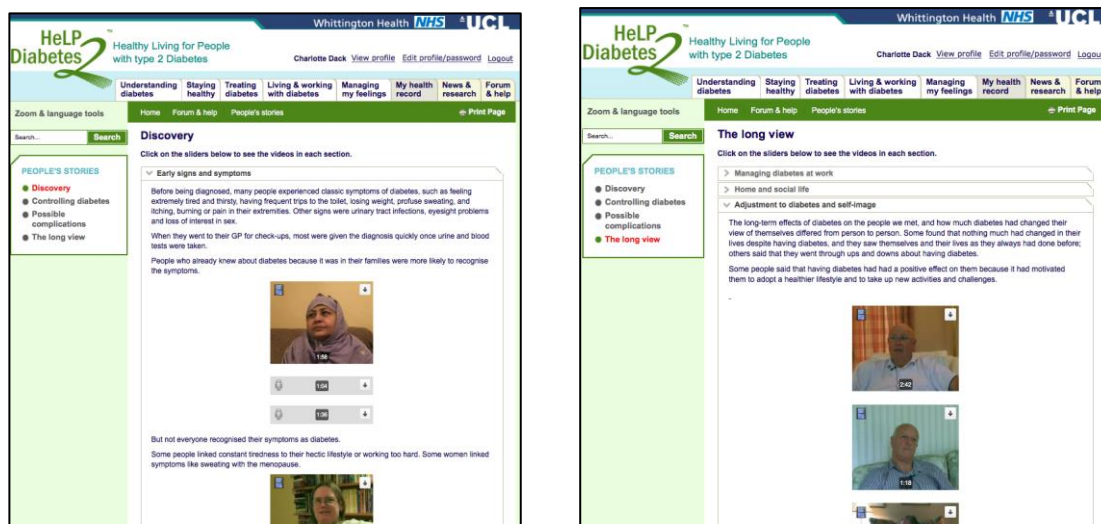 Whittington Health NHS UCL
HeLP
Diabetes
2
Healthy Living for People
with type 2 Diabetes
Charlotte Dack View profile Edit profile/password Logout
Understanding diabetes Staying healthy Treating diabetes Living & working with diabetes Managing my feelings My health record News & research Forum & help
Zoom & language tools Home Forum & help People's stories Print Page
Search... Search
PEOPLE'S STORIES
Discovery
Controlling diabetes
Possible
complications
The long view
Discovery
Click on the sliders below to see the videos in each section.
Early signs and symptoms
Before being diagnosed, many people experienced classic symptoms of diabetes, such as feeling
extremely tired and thirsty, having frequent trips to the toilet, losing weight, profuse sweating, and
itching, burning or pain in their extremities. Other signs were urinary tract infections, eyesight problems
and loss of interest in sex.
When they went to their GP for check-ups, most were given the diagnosis quickly once urine and blood
tests were taken.
People who already knew about diabetes because it was in their families were more likely to recognise
the symptoms.
1:58
1:04
1:36
But not everyone recognised their symptoms as diabetes.
Some people linked constant tiredness to their hectic lifestyle or working too hard. Some women linked
symptoms like sweating with the menopause.
Whittington Health NHS UCL
HeLP
Diabetes
2
Healthy Living for People
with type 2 Diabetes
Charlotte Dack View profile Edit profile/password Logout
Understanding diabetes Staying healthy Treating diabetes Living & working with diabetes Managing my feelings My health record News & research Forum & help
Zoom & language tools Home Forum & help People's stories Print Page
Search... Search
PEOPLE'S STORIES
Discovery
Controlling diabetes
Possible
complications
The long view
The long view
Click on the sliders below to see the videos in each section.
Managing diabetes at work
Home and social life
Adjustment to diabetes and self-image
The long-term effects of diabetes on the people we met, and how much diabetes had changed their
view of themselves differed from person to person. Some found that nothing much had changed in their
lives despite having diabetes, and they saw themselves and their lives as they always had done before;
others said that they went through ups and downs about having diabetes.
Some people said that having diabetes had had a positive effect on them because it had motivated
them to adopt a healthier lifestyle and to take up new activities and challenges.
.
2:42
1:18